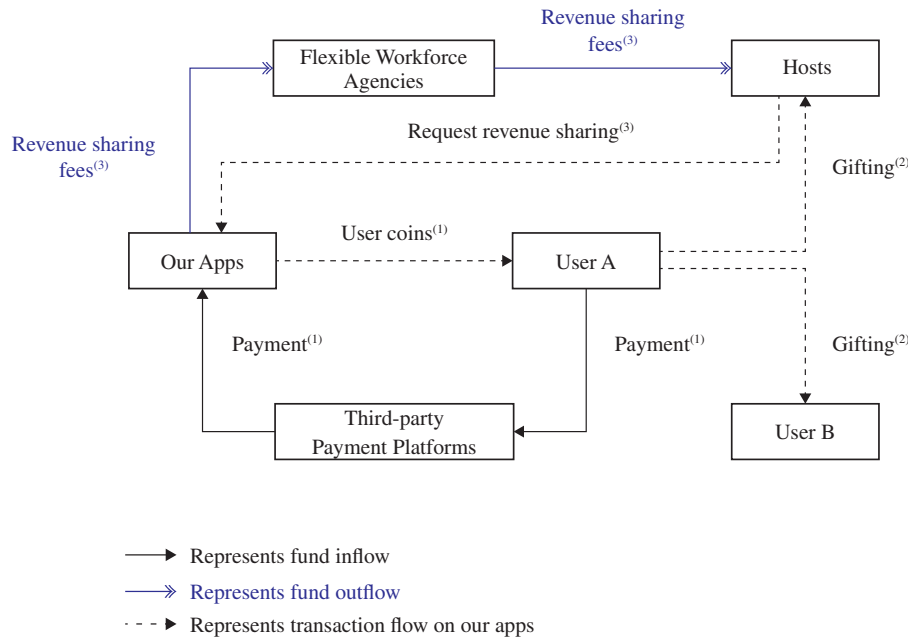 Revenue sharing
fees(3)
Flexible Workforce
Agencies
Hosts
Request revenue sharing(3)
Revenue sharing
fees(3)
Gifting(2)
User coins(1)
Our Apps
User A
Payment(1)
Payment(1)
Gifting(2)
Third-party
Payment Platforms
User B
Represents fund inflow
Represents fund outflow
Represents transaction flow on our apps